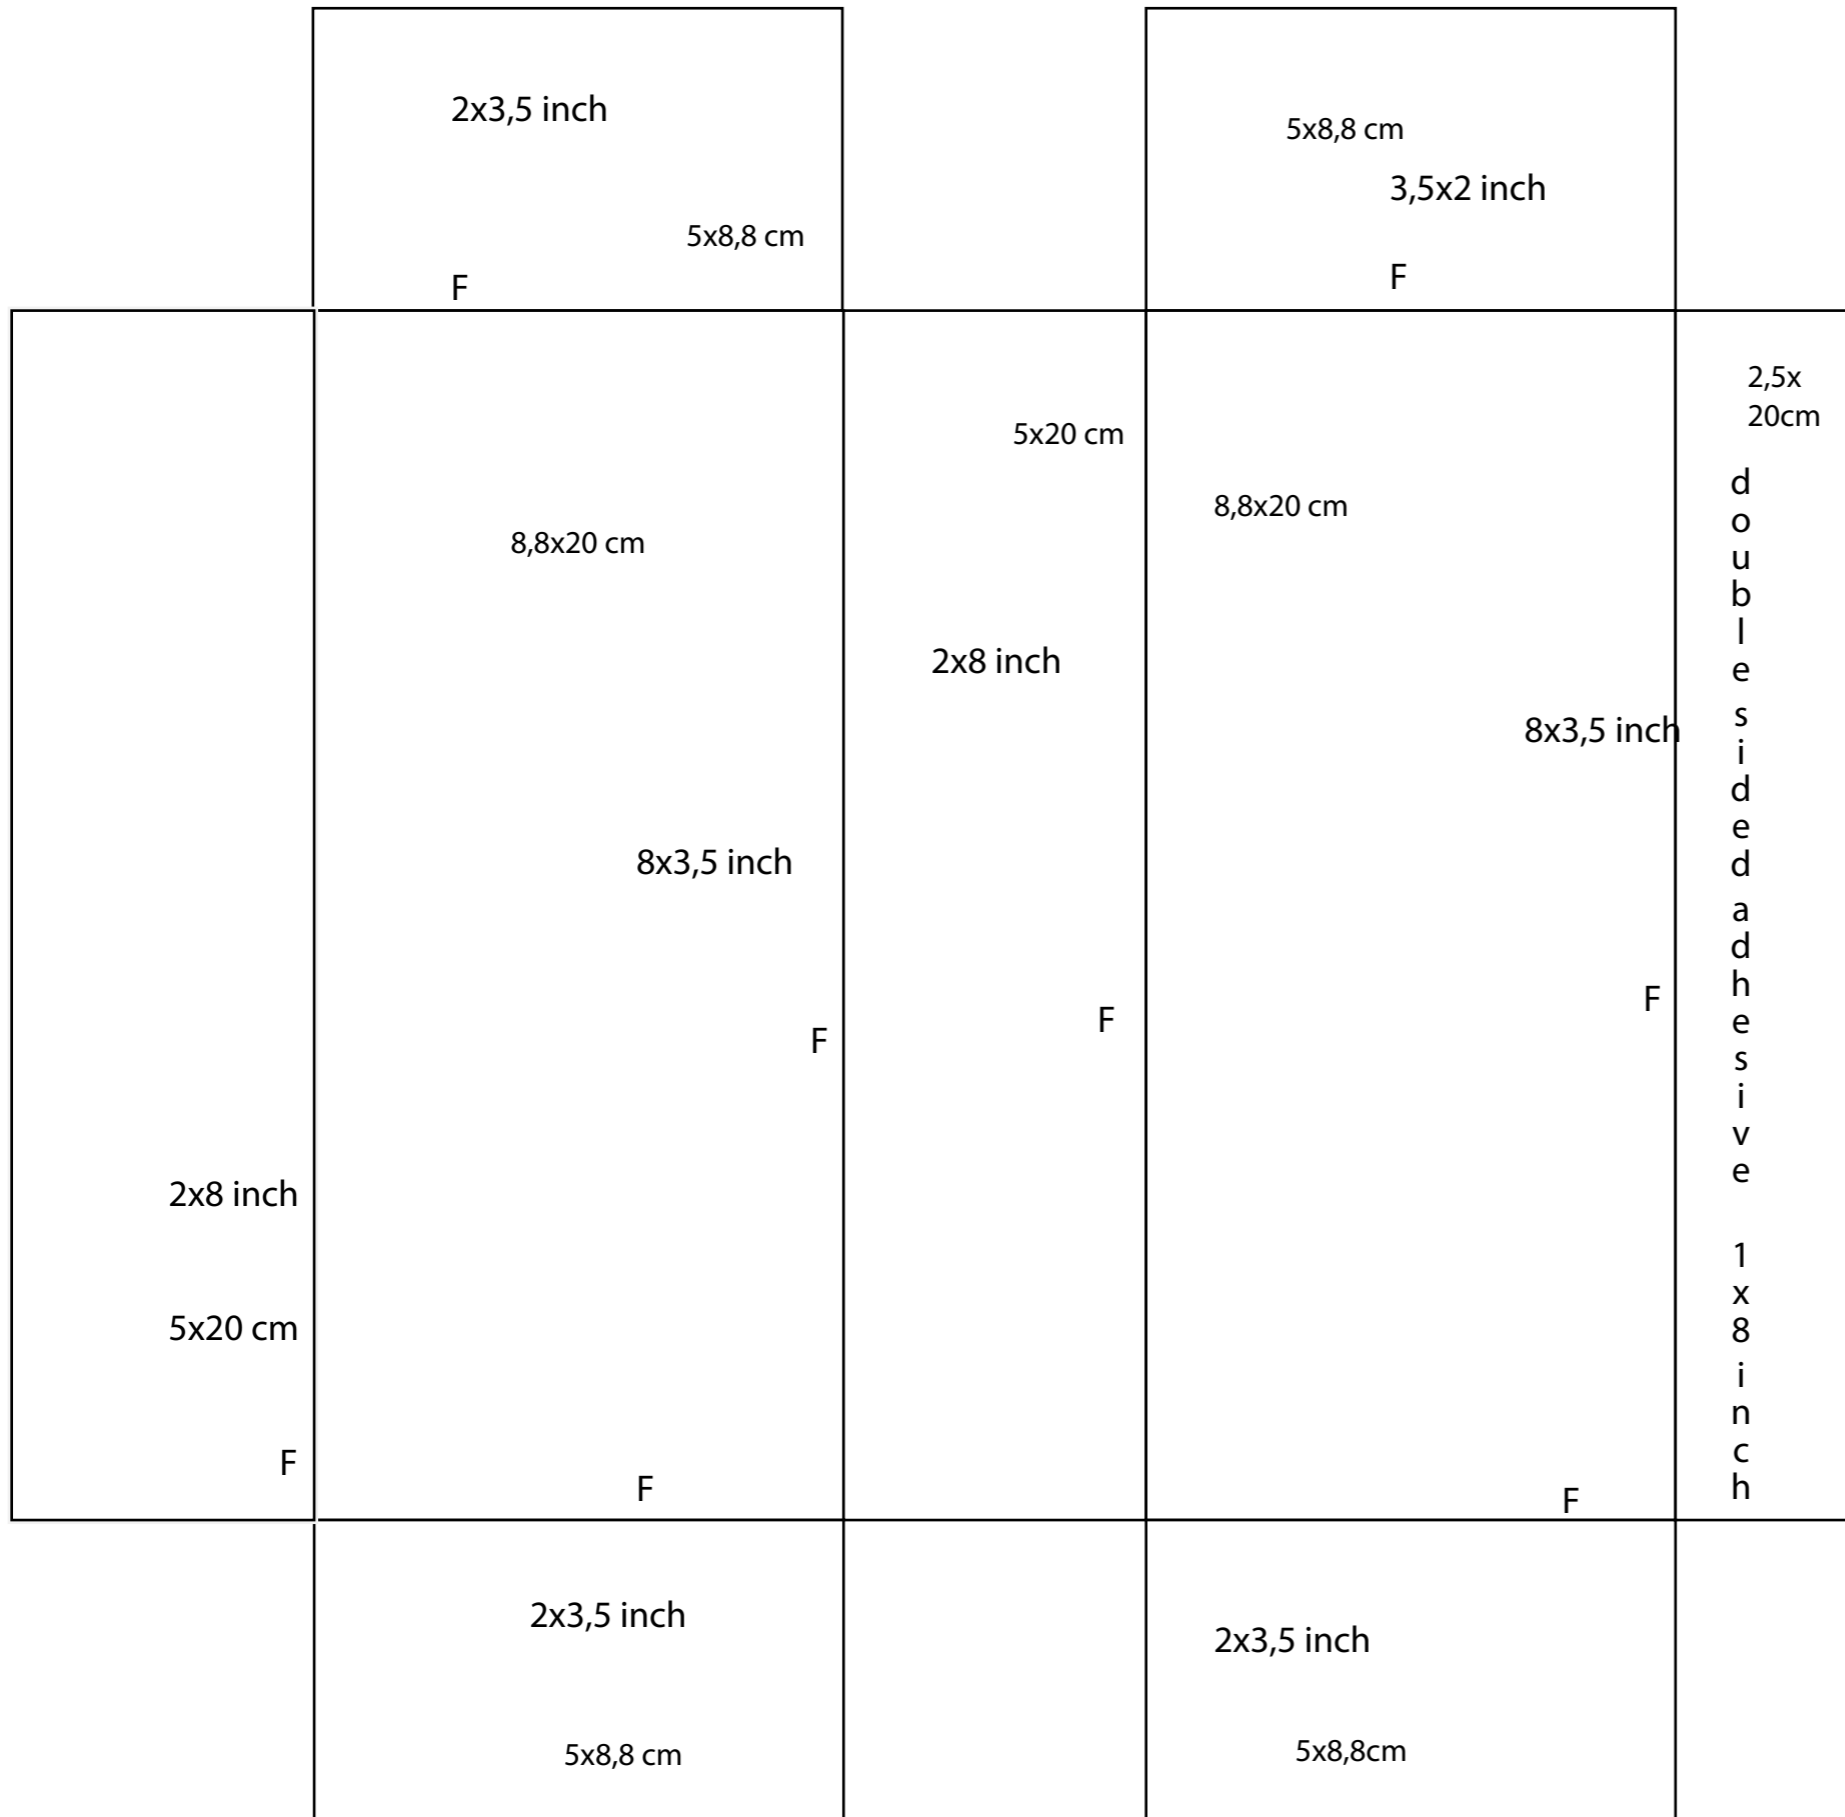 2x3,5 inch
5x8,8 cm
F
5x8,8 cm
3,5x2 inch
F
2x8 inch
5x20 cm
F
8,8x20 cm
8x3,5 inch
F
F
5x20 cm
2x8 inch
F
8,8x20 cm
8x3,5 inch
F
F
2,5x
20cm
double sided adhesive 1x8 inch
2x3,5 inch
5x8,8 cm
2x3,5 inch
5x8,8cm